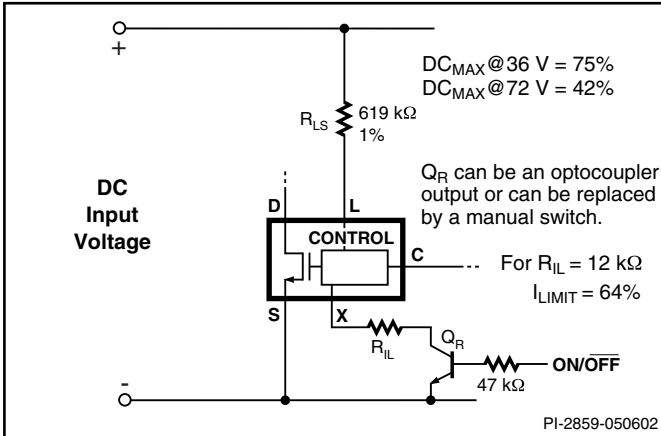 +
DC_MAX@36 V = 75%
DC_MAX@72 V = 42%
R_LS
619 kΩ
1%
Q_R can be an optocoupler
output or can be replaced
by a manual switch.
DC
Input
Voltage
D
L
CONTROL
C
For R_IL = 12 kΩ
I_LIMIT = 64%
S
X
R_IL
Q_R
47 kΩ
ON/O̅F̅F̅
-
PI-2859-050602